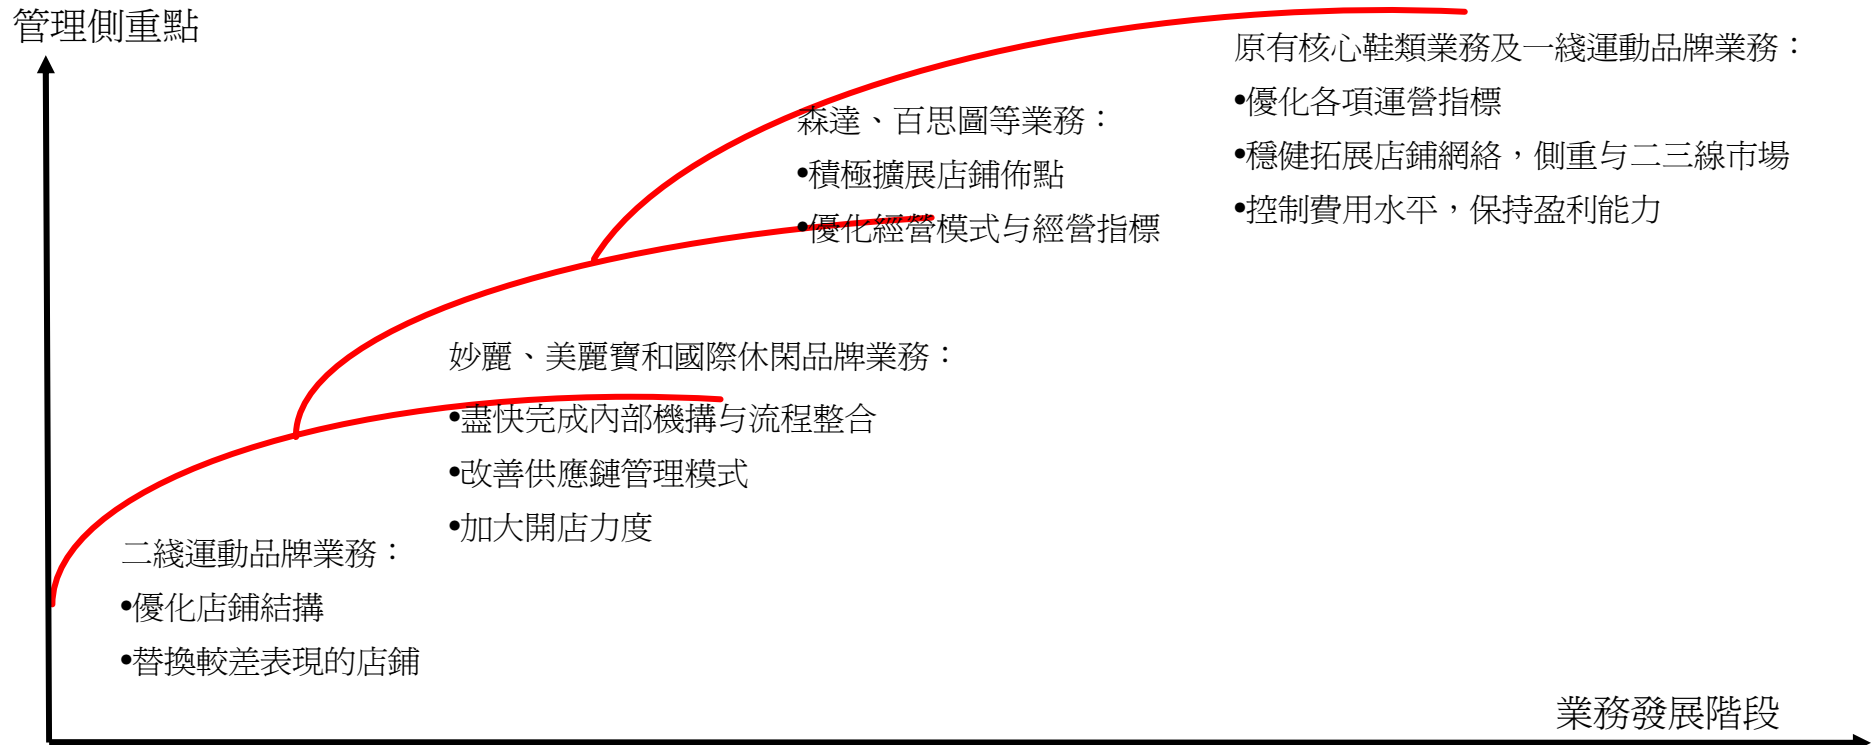 管理側重點
原有核心鞋類業務及一綫運動品牌業務：
•優化各項運營指標
•穩健拓展店鋪網絡，側重与二三線市場
•控制費用水平，保持盈利能力
森達、百思圖等業務：
•積極擴展店鋪佈點
•優化經營模式与經營指標
妙麗、美麗寶和國際休閑品牌業務：
•盡快完成內部機搆与流程整合
•改善供應鏈管理模式
•加大開店力度
二綫運動品牌業務：
•優化店鋪結搆
•替換較差表現的店鋪
業務發展階段